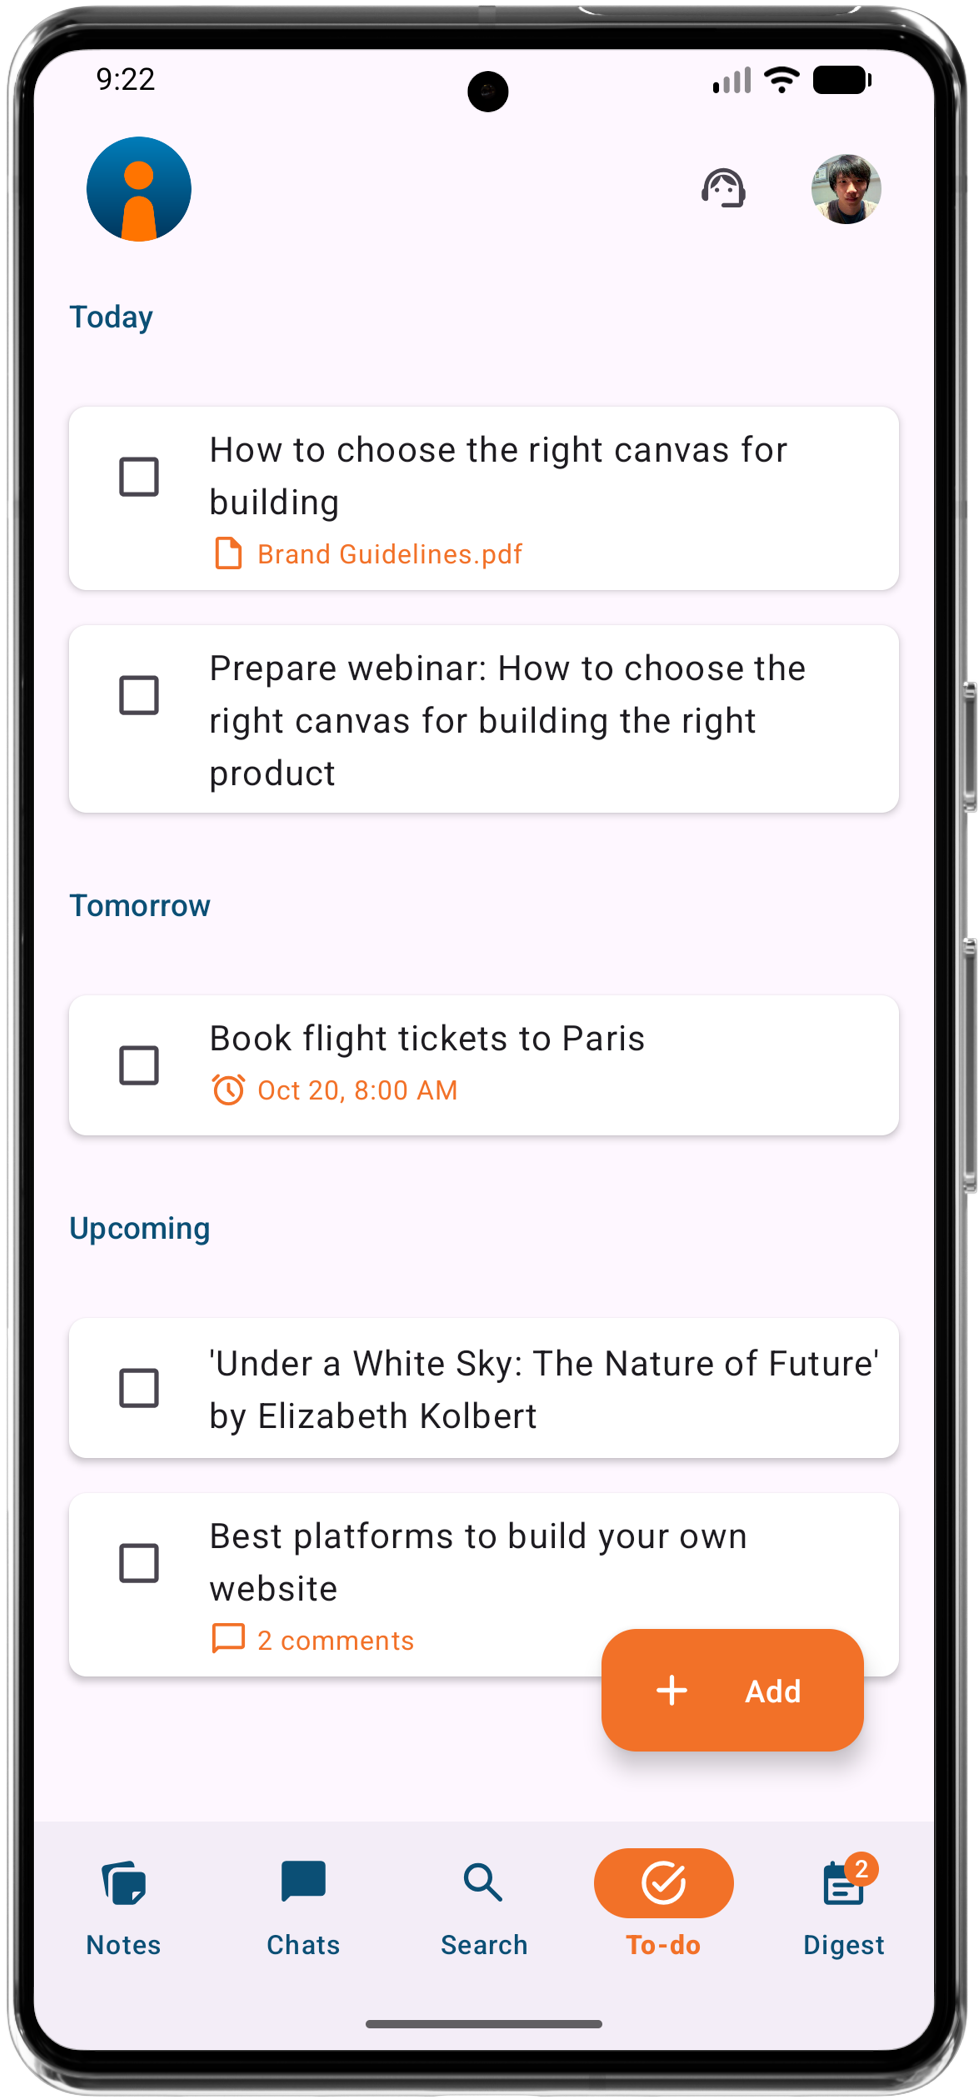 9:22
Today
How to choose the right canvas for
building
Brand Guidelines.pdf
Prepare webinar: How to choose the
right canvas for building the right
product
Tomorrow
Book flight tickets to Paris
Oct 20, 8:00 AM
Upcoming
'Under a White Sky: The Nature of Future'
by Elizabeth Kolbert
Best platforms to build your own
website
2 comments
Add
2
Notes Chats Search To-do Digest